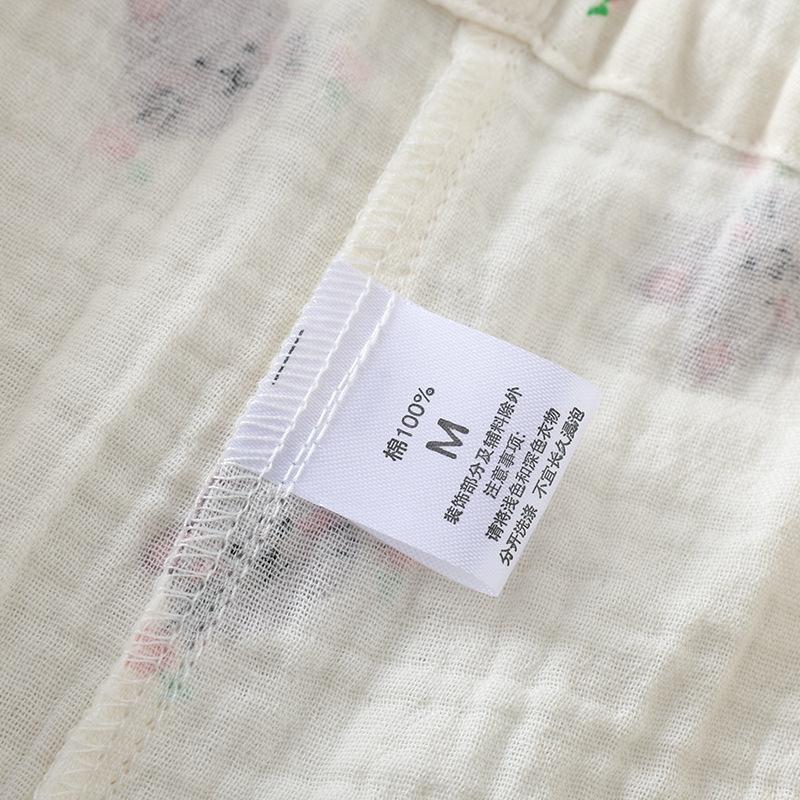 棉100%
M
装饰部分及辅料除外
注意事项:
请将浅色和深色衣物
分开洗涤 不宜长久湿泡